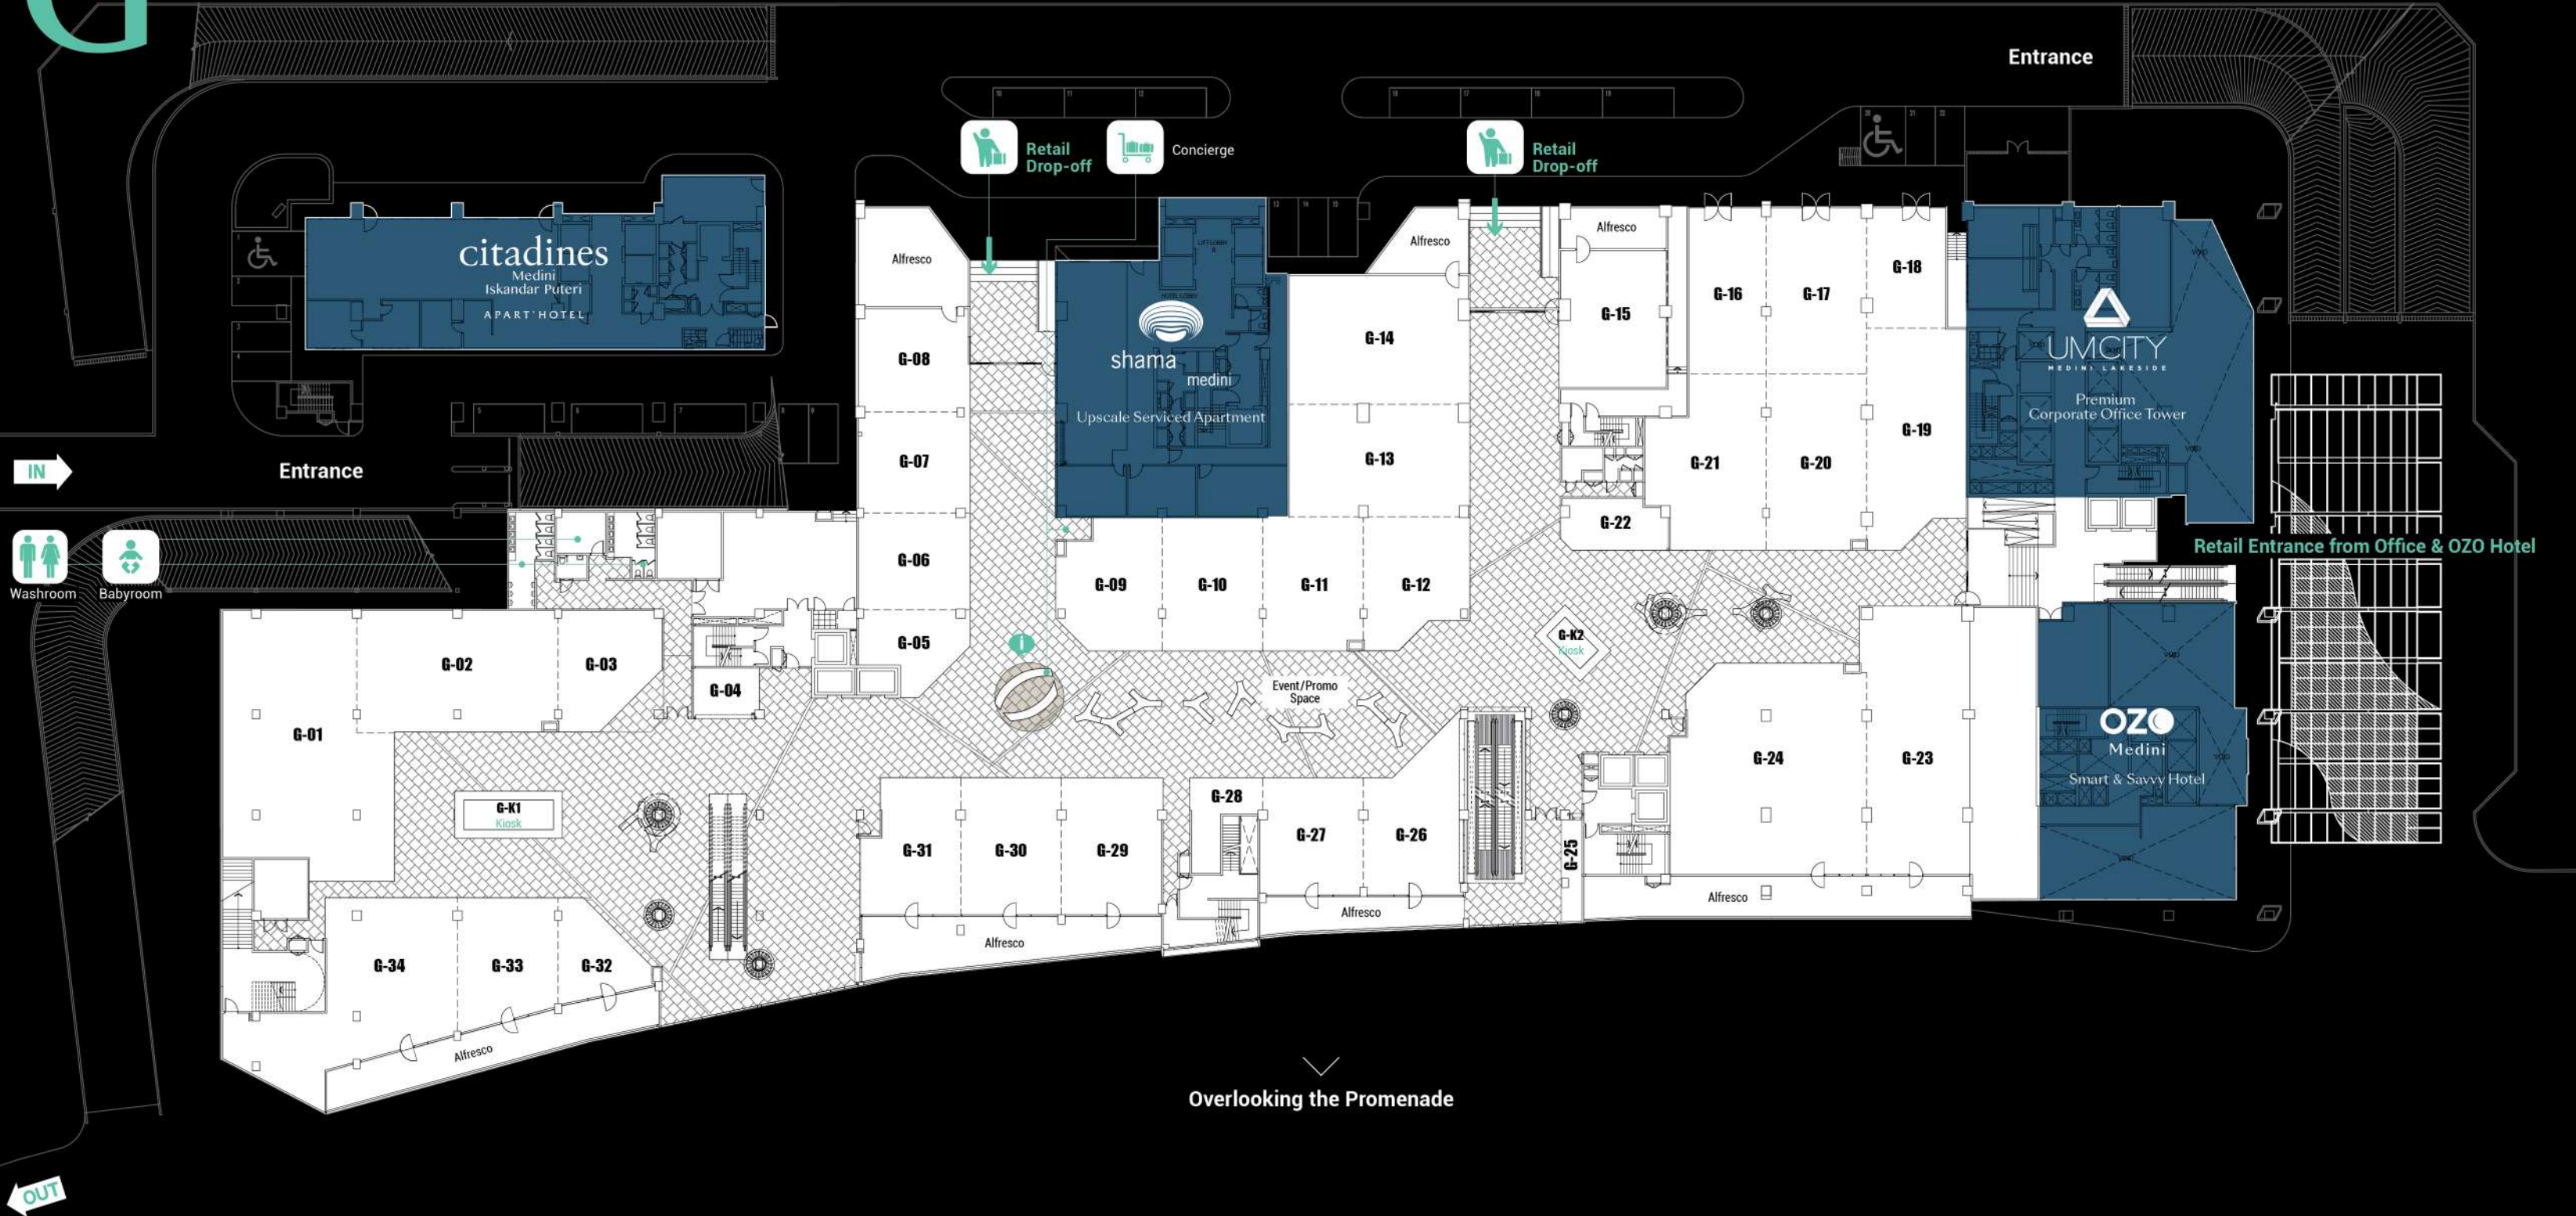 G
Entrance
Retail
Drop-off
Concierge
Retail
Drop-off
citadines
Medini
Iskandar Puteri
APART'HOTEL
Alfresco
LIFT LOBBY
shama
medini
Upscale Serviced Apartment
Alfresco
Alfresco
G-08
G-07
G-06
G-05
G-14
G-13
G-15
G-16
G-17
G-18
G-19
G-20
G-21
G-22
UMCITY
MEDINI LAKESIDE
Premium
Corporate Office Tower
IN
Entrance
Washroom
Babyroom
Retail Entrance from Office & OZO Hotel
G-09
G-10
G-11
G-12
G-K2
Kiosk
G-01
G-02
G-03
G-04
i
Event/Promo
Space
G-24
G-23
OZO
Medini
Smart & Savvy Hotel
G-K1
Kiosk
G-31
G-30
G-29
G-28
G-27
G-26
G-25
Alfresco
Alfresco
Alfresco
G-34
G-33
G-32
Alfresco
Overlooking the Promenade
OUT